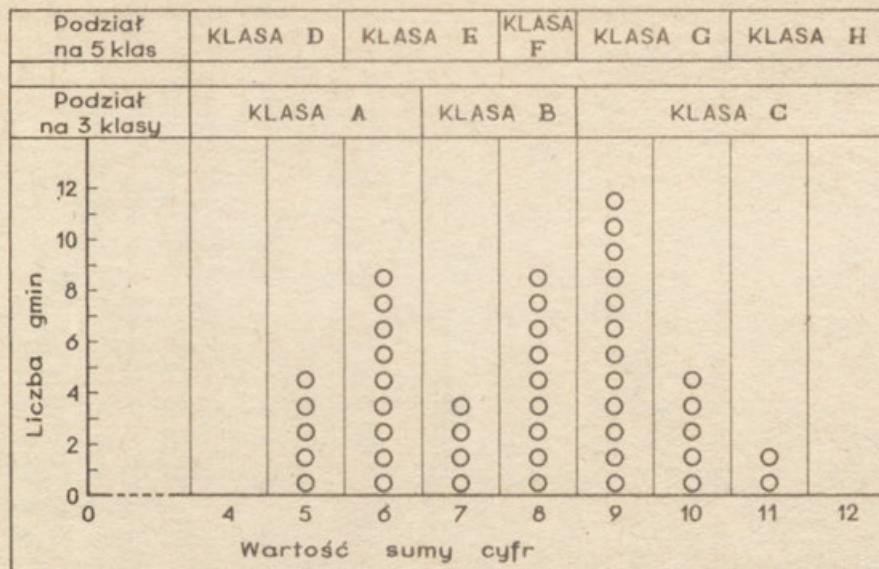 Podział
na 5 klas
KLASA D
KLASA E
KLASA
F
KLASA G
KLASA H
Podział
na 3 klasy
KLASA A
KLASA B
KLASA C
Liczba gmin
12
10
8
6
4
2
0
0 4 5 6 7 8 9 10 11 12
Wartość sumy cyfr